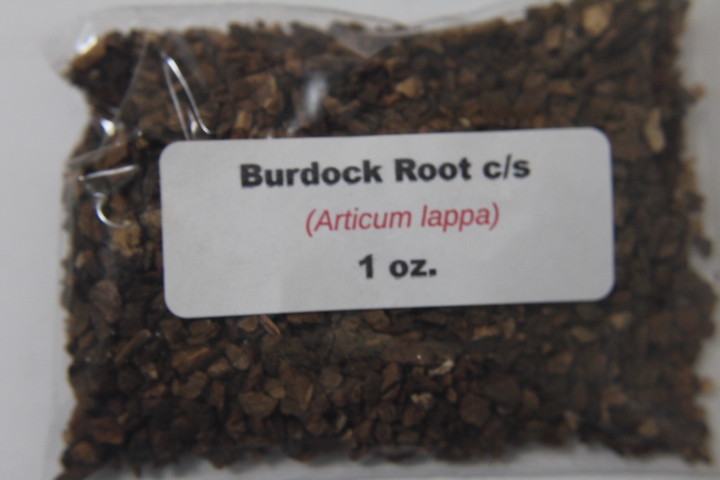 Burdock Root c/s
(Articum lappa)
1 oz.